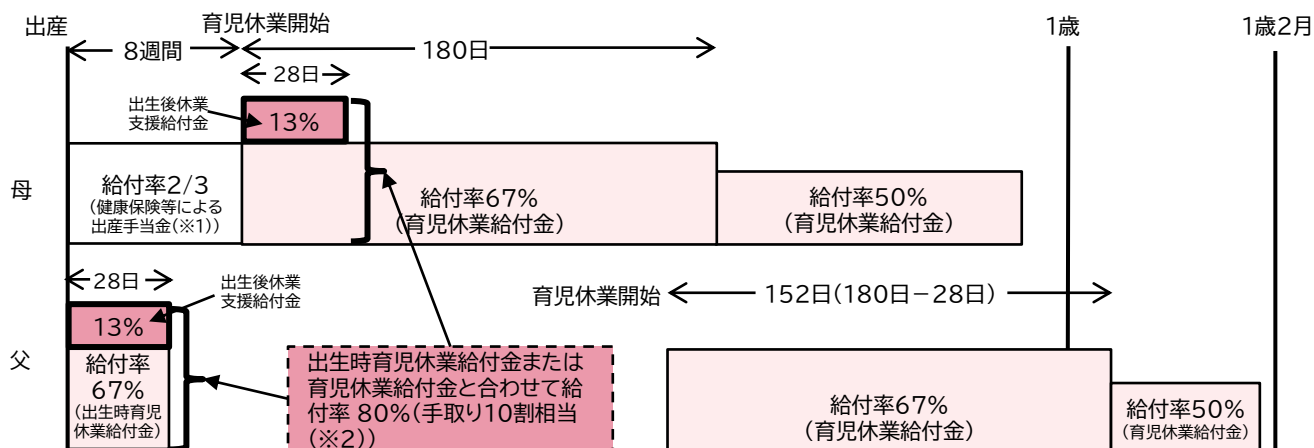 出産
育児休業開始
1歳
1歳2月
8週間
180日
28日
出生後休業
支援給付金
13%
母
給付率2/3
(健康保険等による
出産手当金(※1))
給付率67%
(育児休業給付金)
給付率50%
(育児休業給付金)
28日
出生後休業
支援給付金
育児休業開始
152日(180日－28日)
13%
父
給付率
67%
(出生時育児
休業給付金)
出生時育児休業給付金または
育児休業給付金と合わせて給
付率 80%(手取り10割相当
(※2))
給付率67%
(育児休業給付金)
給付率50%
(育児休業給付金)